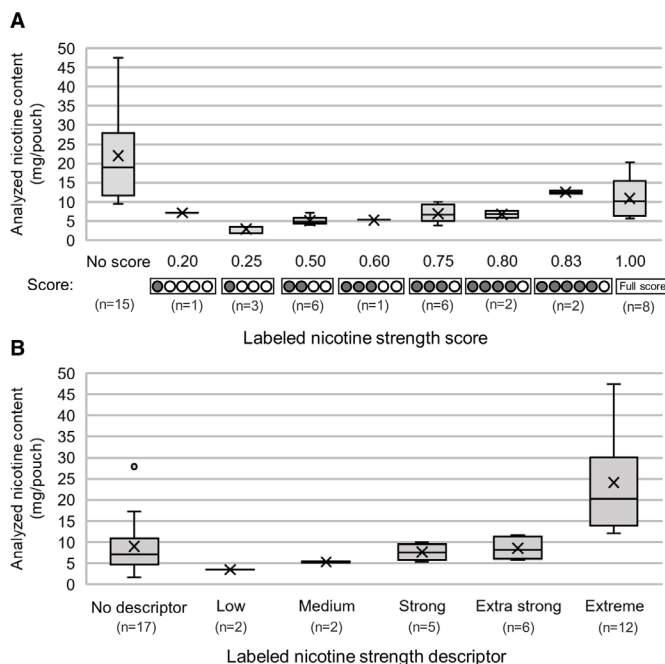 A
Analyzed nicotine content
(mg/pouch)
50
45
40
35
30
25
20
15
10
5
0
No score 0.20 0.25 0.50 0.60 0.75 0.80 0.83 1.00
Score: Full score
(n=15) (n=1) (n=3) (n=6) (n=1) (n=6) (n=2) (n=2) (n=8)
Labeled nicotine strength score
B
Analyzed nicotine content
(mg/pouch)
50
45
40
35
30
25
20
15
10
5
0
No descriptor Low Medium Strong Extra strong Extreme
(n=17) (n=2) (n=2) (n=5) (n=6) (n=12)
Labeled nicotine strength descriptor